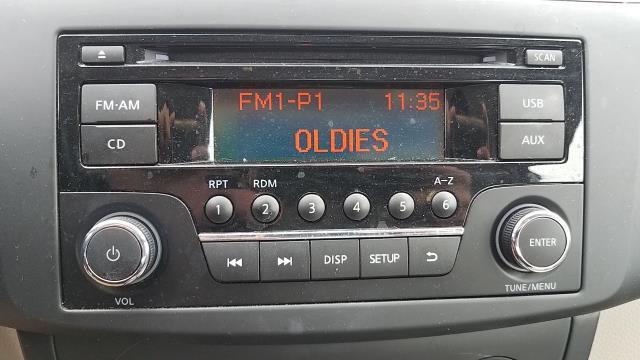 SCAN
FM·AM
FM1-P1 11:35
USB
CD
OLDIES
AUX
RPT RDM A-Z
1 2 3 4 5 6
DISP SETUP
ENTER
VOL
TUNE/MENU